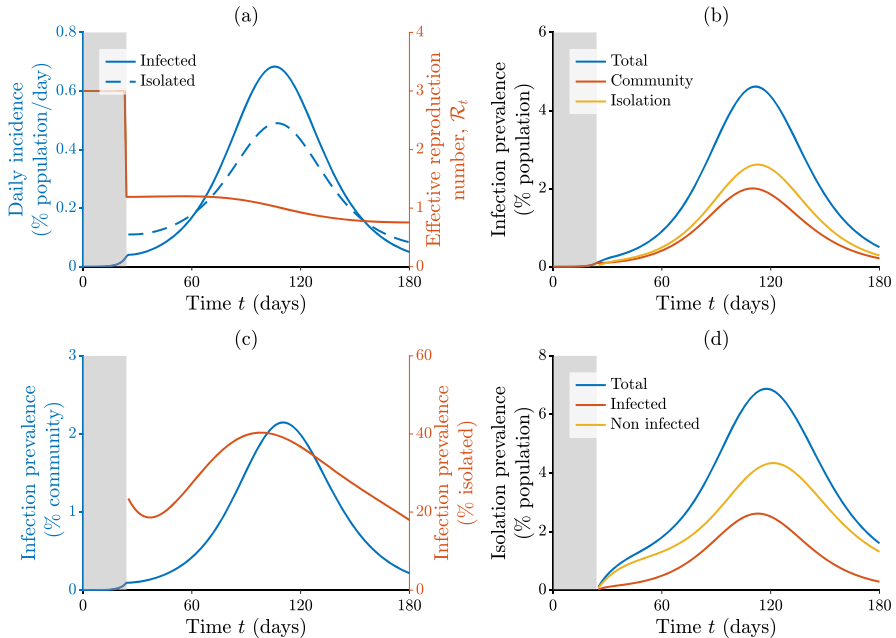 (a)
Daily incidence
(% population/day)
0.8
0.6
0.4
0.2
0
Infected
Isolated
4
3
2
1
0
Effective reproduction
number, ℛt
0
60
120
180
Time t (days)
(b)
Infection prevalence
(% population)
6
4
2
0
Total
Community
Isolation
0
60
120
180
Time t (days)
(c)
Infection prevalence
(% community)
3
2
1
0
60
40
20
0
Infection prevalence
(% isolated)
0
60
120
180
Time t (days)
(d)
Isolation prevalence
(% population)
8
6
4
2
0
Total
Infected
Non infected
0
60
120
180
Time t (days)